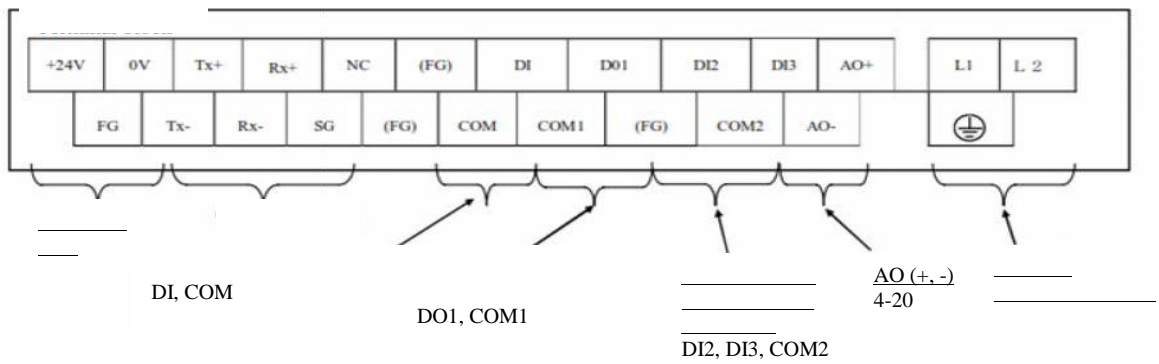 +24V 0V Tx+ Rx+ NC (FG) DI D01 DI2 DI3 AO+ L1 L 2
FG Tx- Rx- SG (FG) COM COM1 (FG) COM2 AO-
AO (+, -)
DI, COM
4-20
DO1, COM1
DI2, DI3, COM2